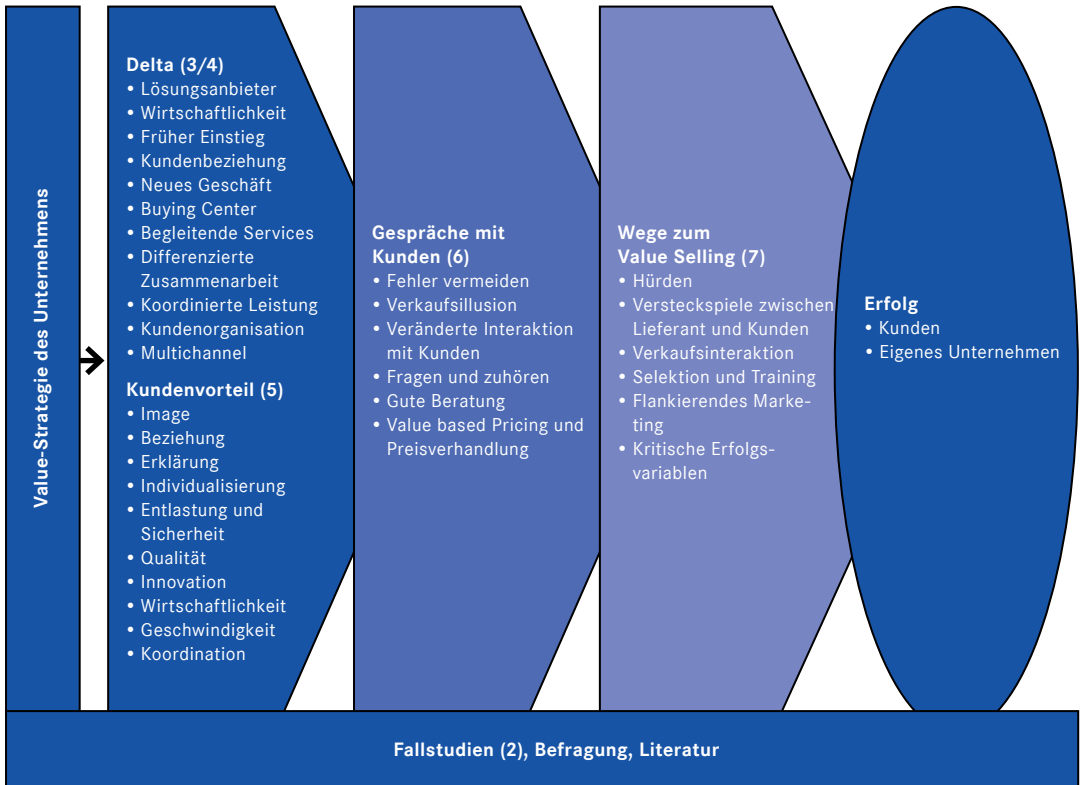 Value-Strategie des Unternehmens
Delta (3/4)
• Lösungsanbieter
• Wirtschaftlichkeit
• Früher Einstieg
• Kundenbeziehung
• Neues Geschäft
• Buying Center
• Begleitende Services
• Differenzierte
Zusammenarbeit
• Koordinierte Leistung
• Kundenorganisation
• Multichannel
Kundenvorteil (5)
• Image
• Beziehung
• Erklärung
• Individualisierung
• Entlastung und
Sicherheit
• Qualität
• Innovation
• Wirtschaftlichkeit
• Geschwindigkeit
• Koordination
Gespräche mit
Kunden (6)
• Fehler vermeiden
• Verkaufsillusion
• Veränderte Interaktion
mit Kunden
• Fragen und zuhören
• Gute Beratung
• Value based Pricing und
Preisverhandlung
Wege zum
Value Selling (7)
• Hürden
• Versteckspiele zwischen
Lieferant und Kunden
• Verkaufsinteraktion
• Selektion und Training
• Flankierendes Marke-
ting
• Kritische Erfolgs-
variablen
Erfolg
• Kunden
• Eigenes Unternehmen
Fallstudien (2), Befragung, Literatur